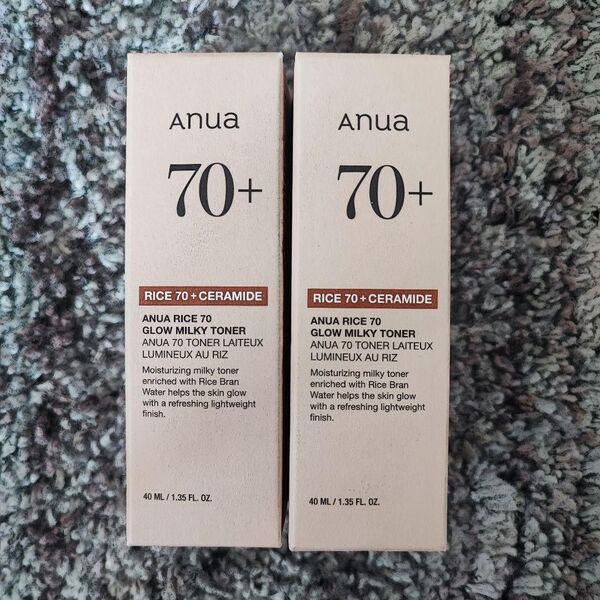 Anua
70+
RICE 70 + CERAMIDE
ANUA RICE 70
GLOW MILKY TONER
ANUA 70 TONER LAITEUX
LUMINEUX AU RIZ
Moisturizing milky toner
enriched with Rice Bran
Water helps the skin glow
with a refreshing lightweight
finish.
40 ML / 1.35 FL. OZ.
Anua
70+
RICE 70 + CERAMIDE
ANUA RICE 70
GLOW MILKY TONER
ANUA 70 TONER LAITEUX
LUMINEUX AU RIZ
Moisturizing milky toner
enriched with Rice Bran
Water helps the skin glow
with a refreshing lightweight
finish.
40 ML / 1.35 FL. OZ.